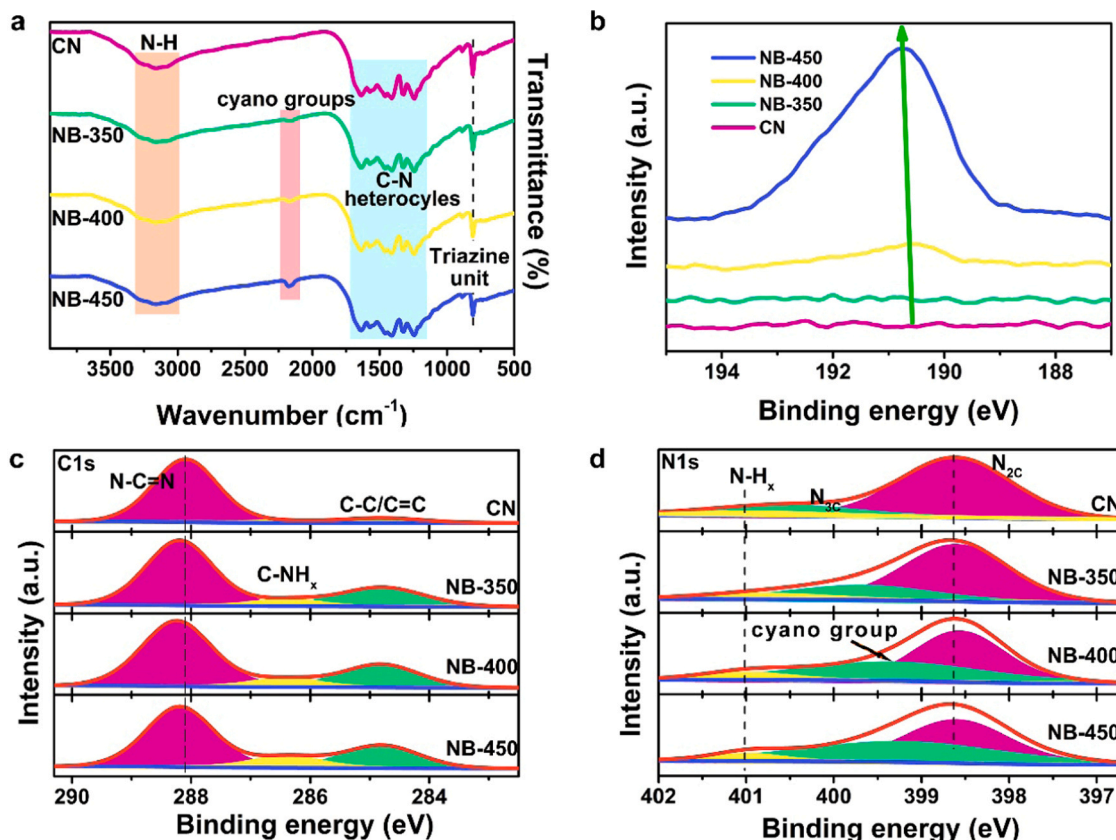 a
CN
N-H
cyano groups
NB-350
C-N
heterocyles
NB-400
Triazine
unit
NB-450
Transmittance (%)
3500 3000 2500 2000 1500 1000 500
Wavenumber (cm⁻¹)
b
NB-450
NB-400
NB-350
CN
Intensity (a.u.)
194 192 190 188
Binding energy (eV)
c
C1s
N-C=N
C-C/C=C
CN
C-NHₓ
NB-350
NB-400
NB-450
Intensity (a.u.)
290 288 286 284
Binding energy (eV)
d
N1s
N-Hₓ
N3C
N2C
CN
NB-350
cyano group
NB-400
NB-450
Intensity (a.u.)
402 401 400 399 398 397
Binding energy (eV)